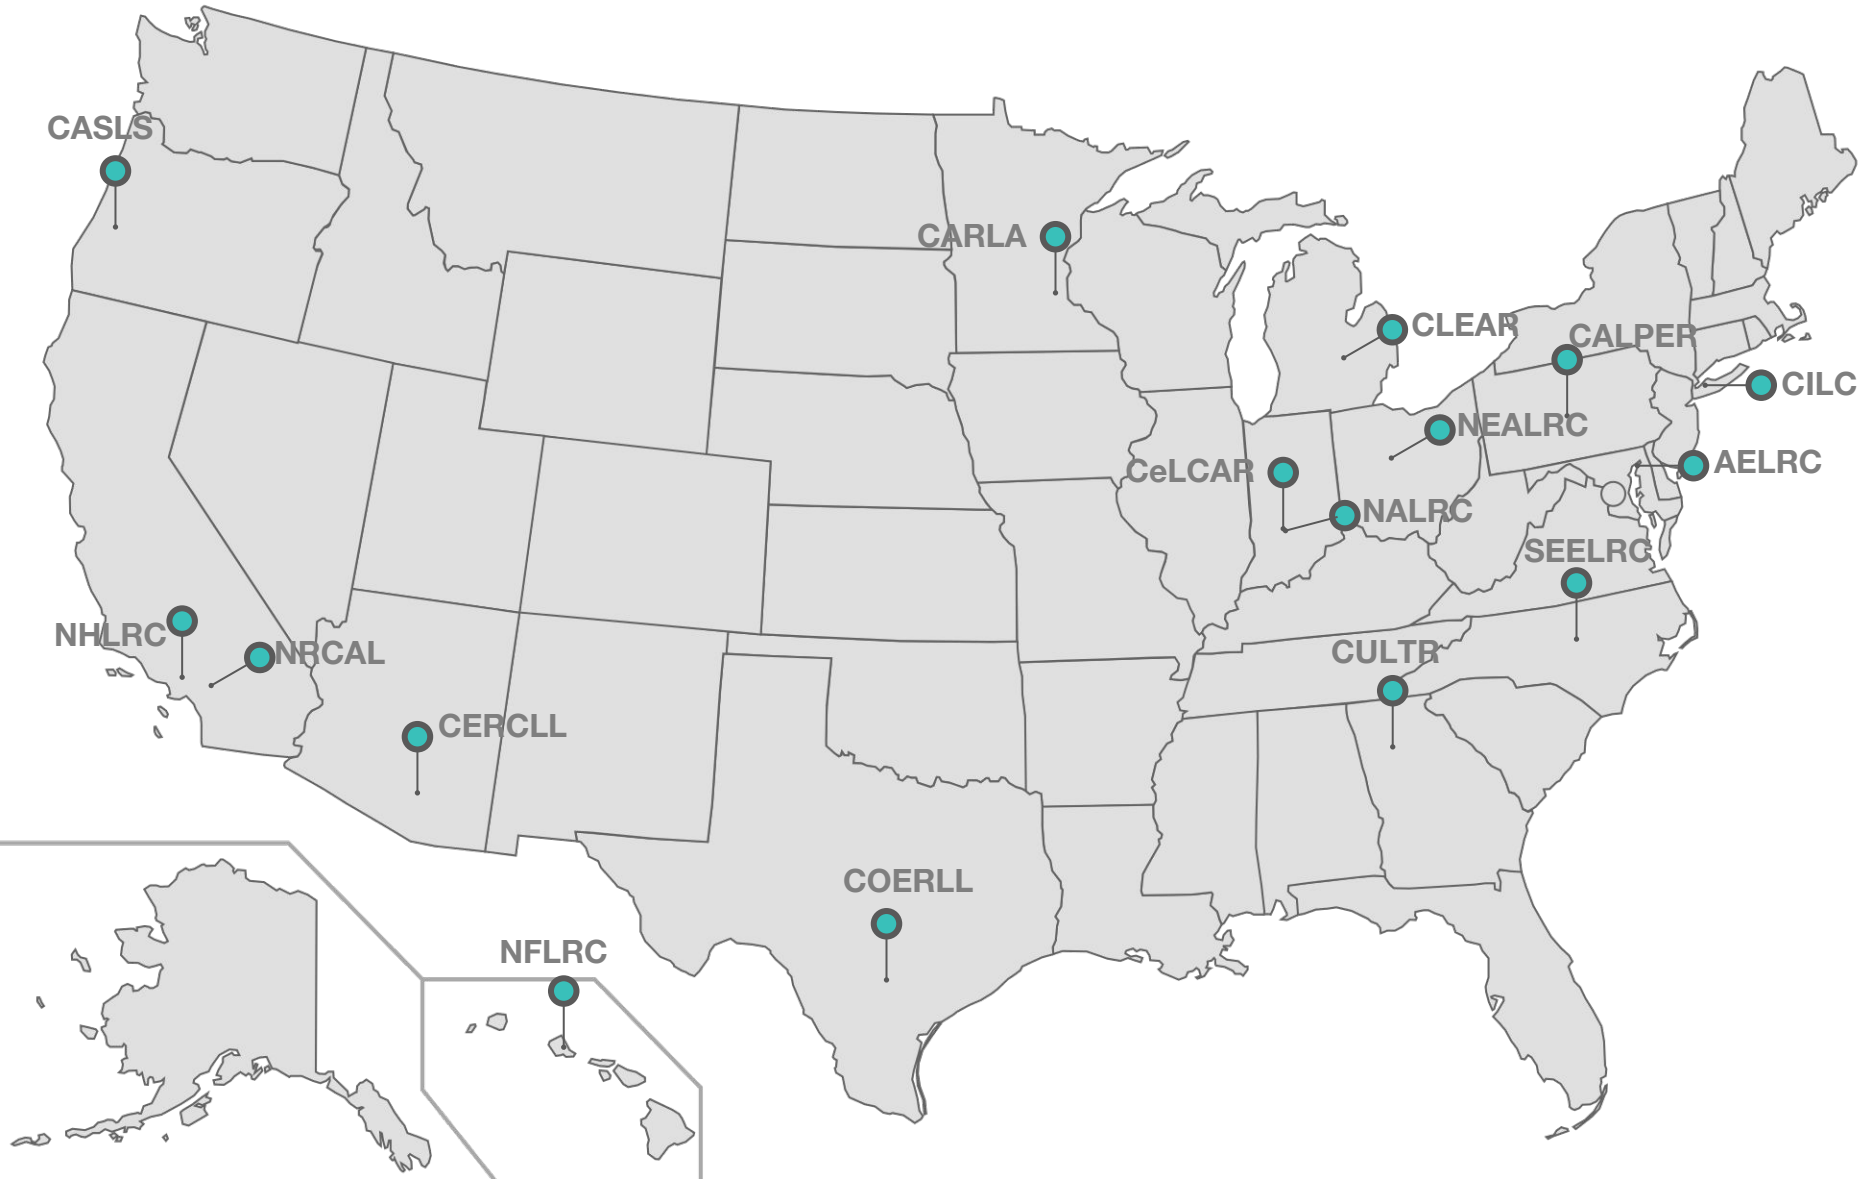 CASLS
CARLA
CLEAR
CALPER
CILC
NEALRC
CeLCAR
AELRC
NALRC
SEELRC
NHLRC
NRCAL
CULTR
CERCLL
COERLL
NFLRC